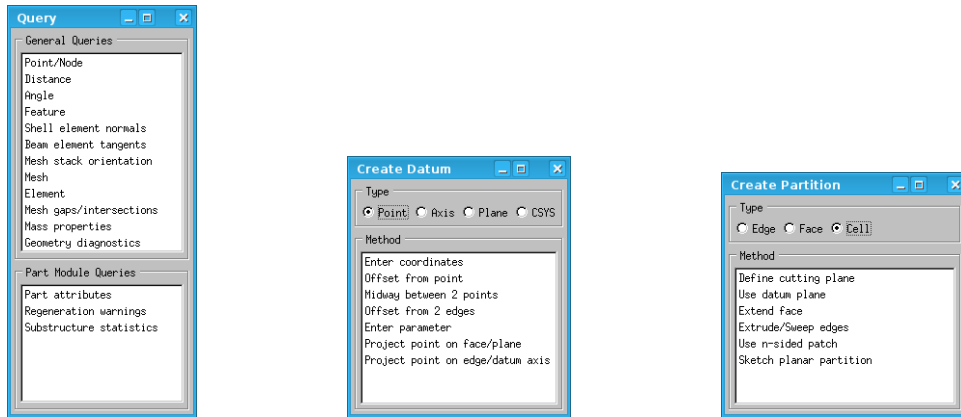 Query
General Queries
Point/Node
Distance
Angle
Feature
Shell element normals
Beam element tangents
Mesh stack orientation
Mesh
Element
Mesh gaps/intersections
Mass properties
Geometry diagnostics
Part Module Queries
Part attributes
Regeneration warnings
Substructure statistics
Create Datum
Type
Point Axis Plane CSYS
Method
Enter coordinates
Offset from point
Midway between 2 points
Offset from 2 edges
Enter parameter
Project point on face/plane
Project point on edge/datum axis
Create Partition
Type
Edge Face Cell
Method
Define cutting plane
Use datum plane
Extend face
Extrude/Sweep edges
Use n-sided patch
Sketch planar partition